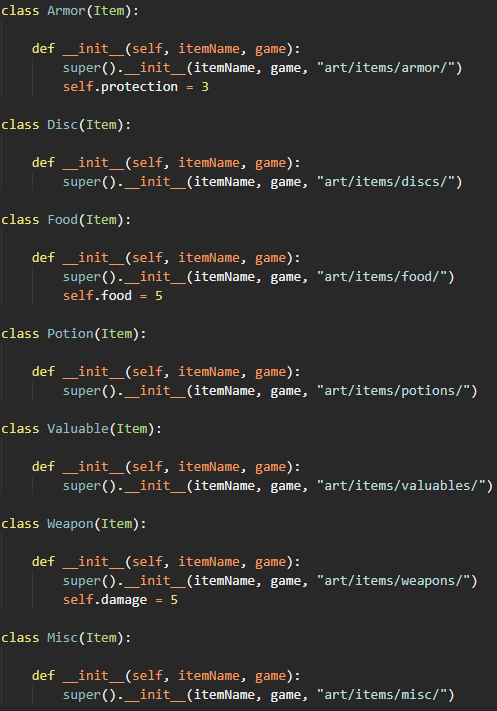 class Armor(Item):
def __init__(self, itemName, game):
super().__init__(itemName, game, "art/items/armor/")
self.protection = 3
class Disc(Item):
def __init__(self, itemName, game):
super().__init__(itemName, game, "art/items/discs/")
class Food(Item):
def __init__(self, itemName, game):
super().__init__(itemName, game, "art/items/food/")
self.food = 5
class Potion(Item):
def __init__(self, itemName, game):
super().__init__(itemName, game, "art/items/potions/")
class Valuable(Item):
def __init__(self, itemName, game):
super().__init__(itemName, game, "art/items/valuables/")
class Weapon(Item):
def __init__(self, itemName, game):
super().__init__(itemName, game, "art/items/weapons/")
self.damage = 5
class Misc(Item):
def __init__(self, itemName, game):
super().__init__(itemName, game, "art/items/misc/")